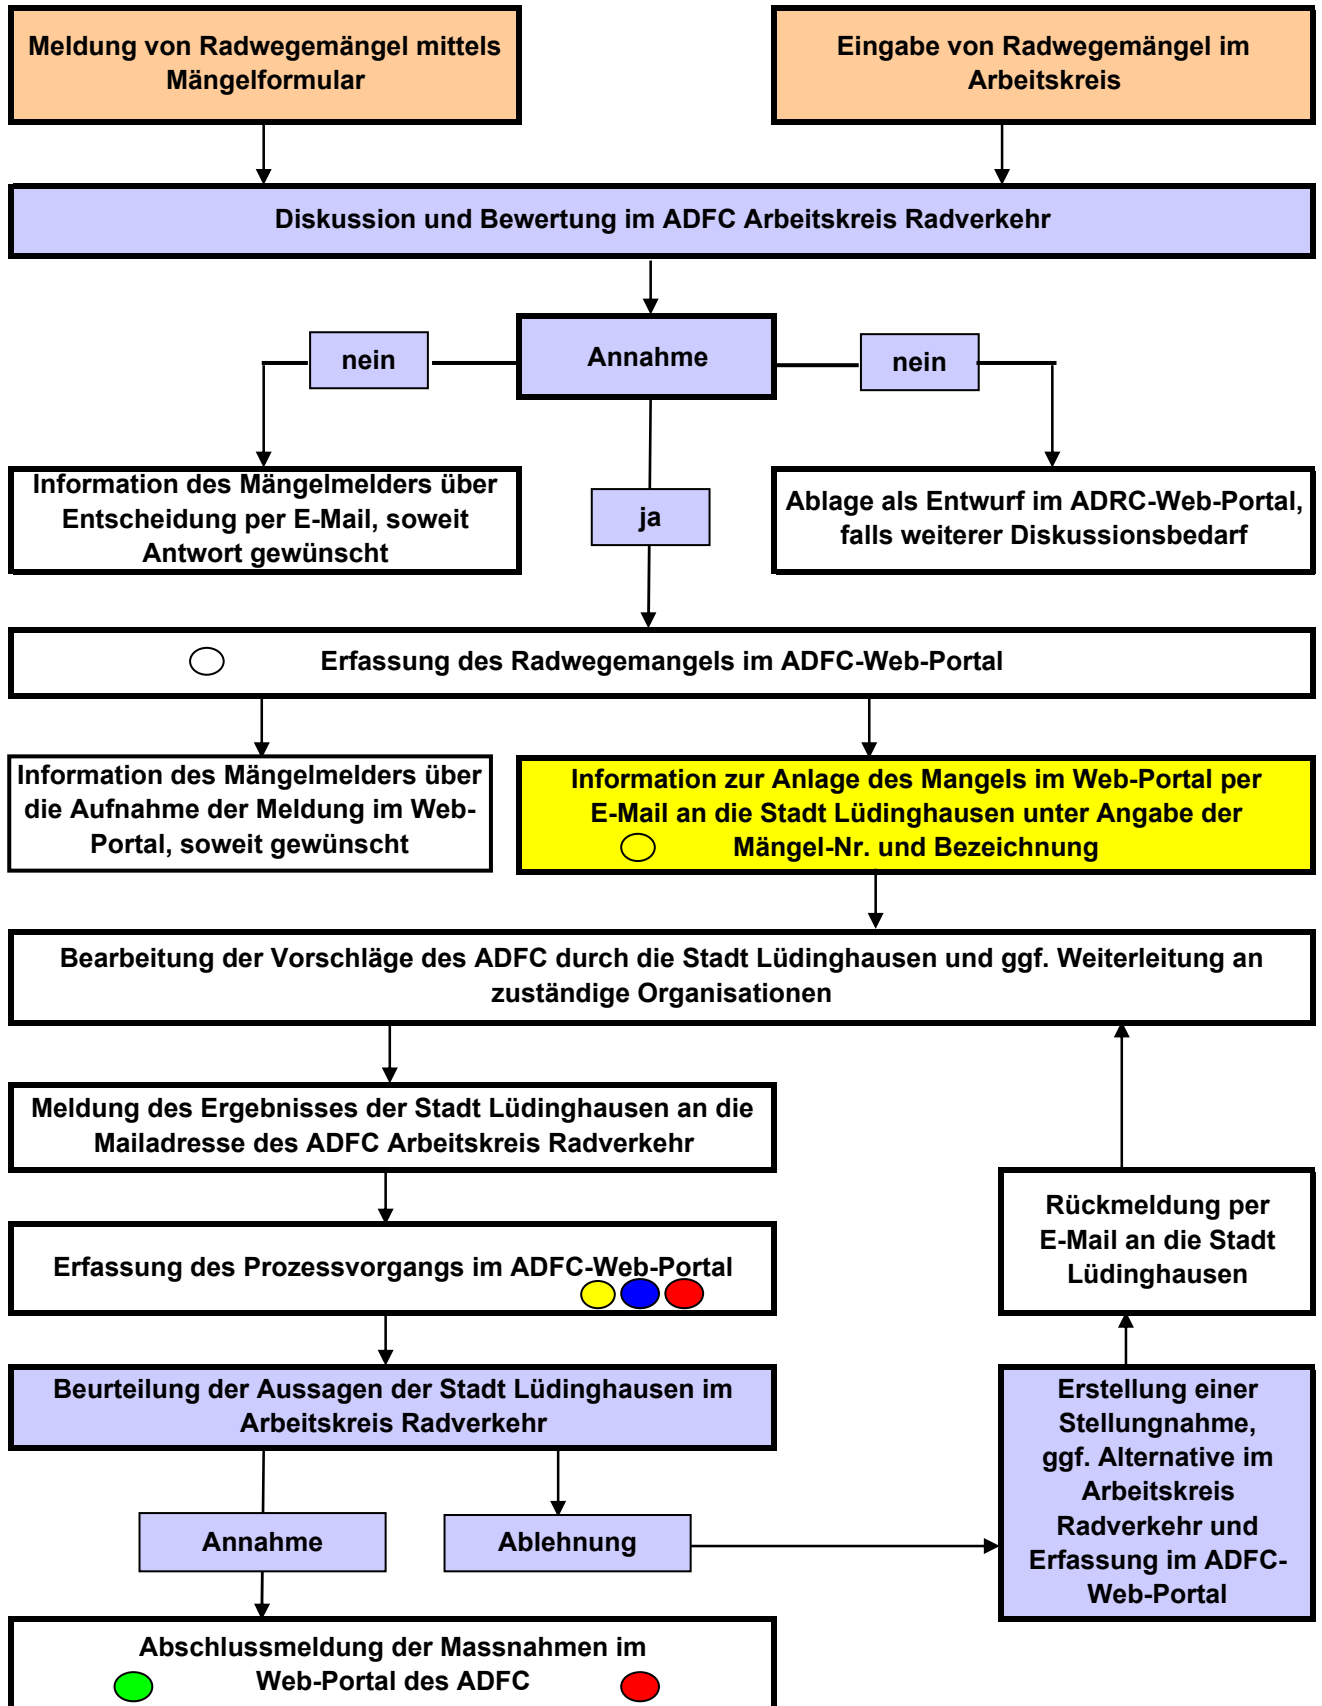 Meldung von Radwegemängel mittels
Mängelformular
Eingabe von Radwegemängel im
Arbeitskreis
Diskussion und Bewertung im ADFC Arbeitskreis Radverkehr
nein
Annahme
nein
Information des Mängelmelders über
Entscheidung per E-Mail, soweit
Antwort gewünscht
ja
Ablage als Entwurf im ADRC-Web-Portal,
falls weiterer Diskussionsbedarf
Erfassung des Radwegemangels im ADFC-Web-Portal
Information des Mängelmelders über
die Aufnahme der Meldung im Web-
Portal, soweit gewünscht
Information zur Anlage des Mangels im Web-Portal per
E-Mail an die Stadt Lüdinghausen unter Angabe der
Mängel-Nr. und Bezeichnung
Bearbeitung der Vorschläge des ADFC durch die Stadt Lüdinghausen und ggf. Weiterleitung an
zuständige Organisationen
Meldung des Ergebnisses der Stadt Lüdinghausen an die
Mailadresse des ADFC Arbeitskreis Radverkehr
Rückmeldung per
E-Mail an die Stadt
Lüdinghausen
Erfassung des Prozessvorgangs im ADFC-Web-Portal
Beurteilung der Aussagen der Stadt Lüdinghausen im
Arbeitskreis Radverkehr
Erstellung einer
Stellungnahme,
ggf. Alternative im
Arbeitskreis
Radverkehr und
Erfassung im ADFC-
Web-Portal
Annahme
Ablehnung
Abschlussmeldung der Massnahmen im
Web-Portal des ADFC